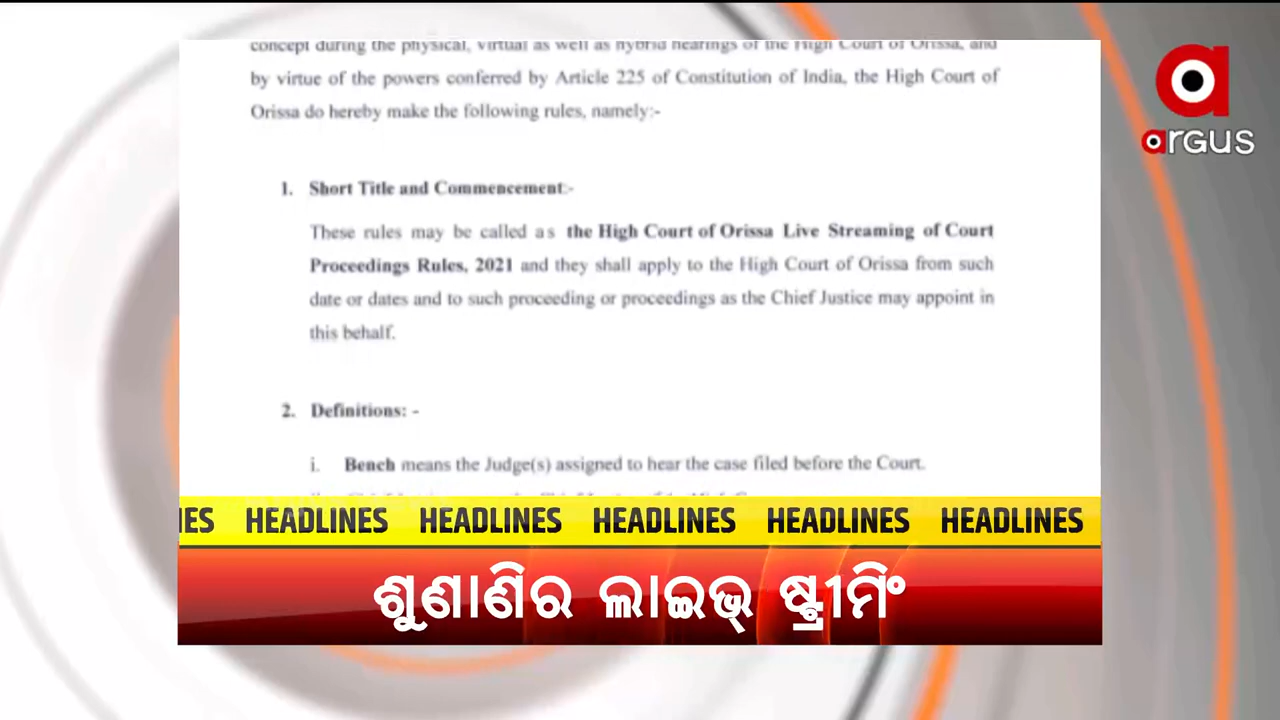 concept during the physical, virtual as well as hybrid hearings of the High Court of Orissa, and
by virtue of the powers conferred by Article 225 of Constitution of India, the High Court of
Orissa do hereby make the following rules, namely:-
1. Short Title and Commencement:-
These rules may be called as the High Court of Orissa Live Streaming of Court
Proceedings Rules, 2021 and they shall apply to the High Court of Orissa from such
date or dates and to such proceeding or proceedings as the Chief Justice may appoint in
this behalf.
2. Definitions: -
i. Bench means the Judge(s) assigned to hear the case filed before the Court.
IES HEADLINES HEADLINES HEADLINES HEADLINES HEADLINES
ଶୁଣାଣିର ଲାଇଭ୍ ଷ୍ଟ୍ରୀମିଂ
a
argus